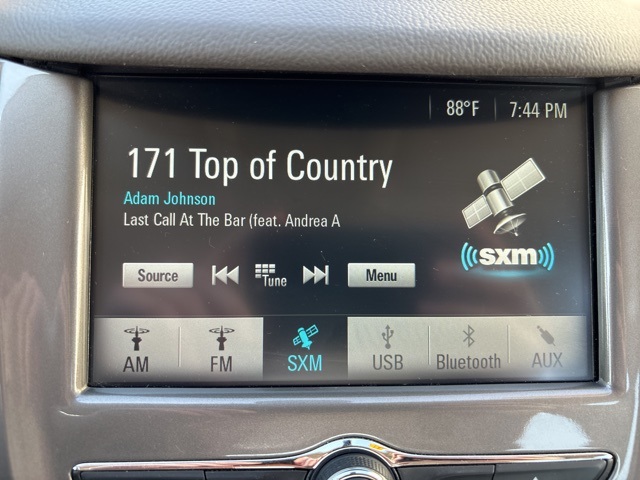 88°F 7:44 PM
171 Top of Country
Adam Johnson
Last Call At The Bar (feat. Andrea A
sxm
Source Tune Menu
AM FM SXM USB Bluetooth AUX